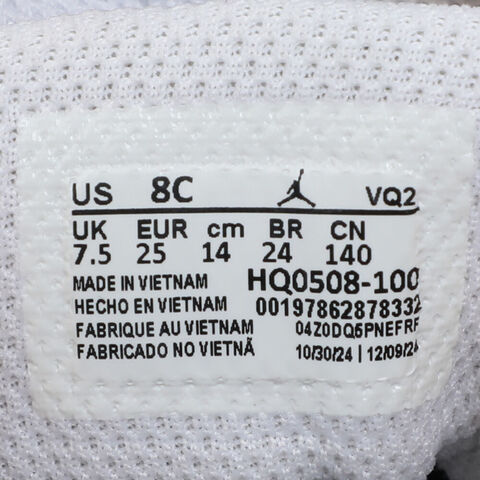 US 8C VQ2
UK EUR cm BR CN
7.5 25 14 24 140
MADE IN VIETNAM HQ0508-100
HECHO EN VIETNAM 00197862878332
FABRIQUE AU VIETNAM 04Z0DQ5PNEFRF
FABRICADO NO VIETNÃ 10/30/24 | 12/09/24